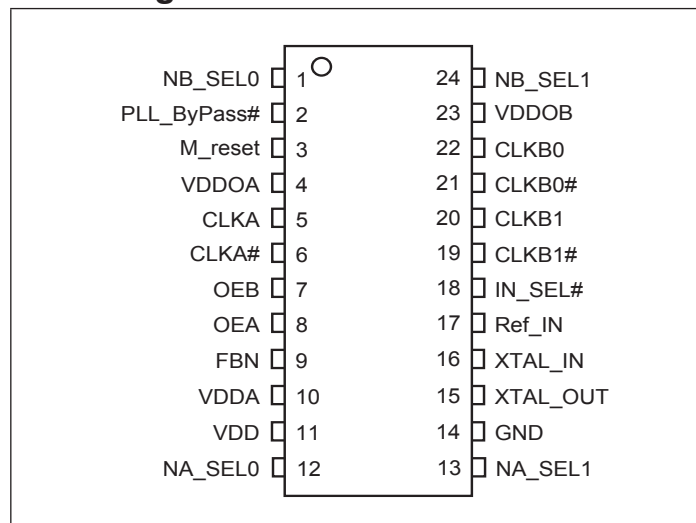 NB_SEL0 1 24 NB_SEL1
PLL_ByPass# 2 23 VDDOB
M_reset 3 22 CLKB0
VDDOA 4 21 CLKB0#
CLKA 5 20 CLKB1
CLKA# 6 19 CLKB1#
OEB 7 18 IN_SEL#
OEA 8 17 Ref_IN
FBN 9 16 XTAL_IN
VDDA 10 15 XTAL_OUT
VDD 11 14 GND
NA_SEL0 12 13 NA_SEL1